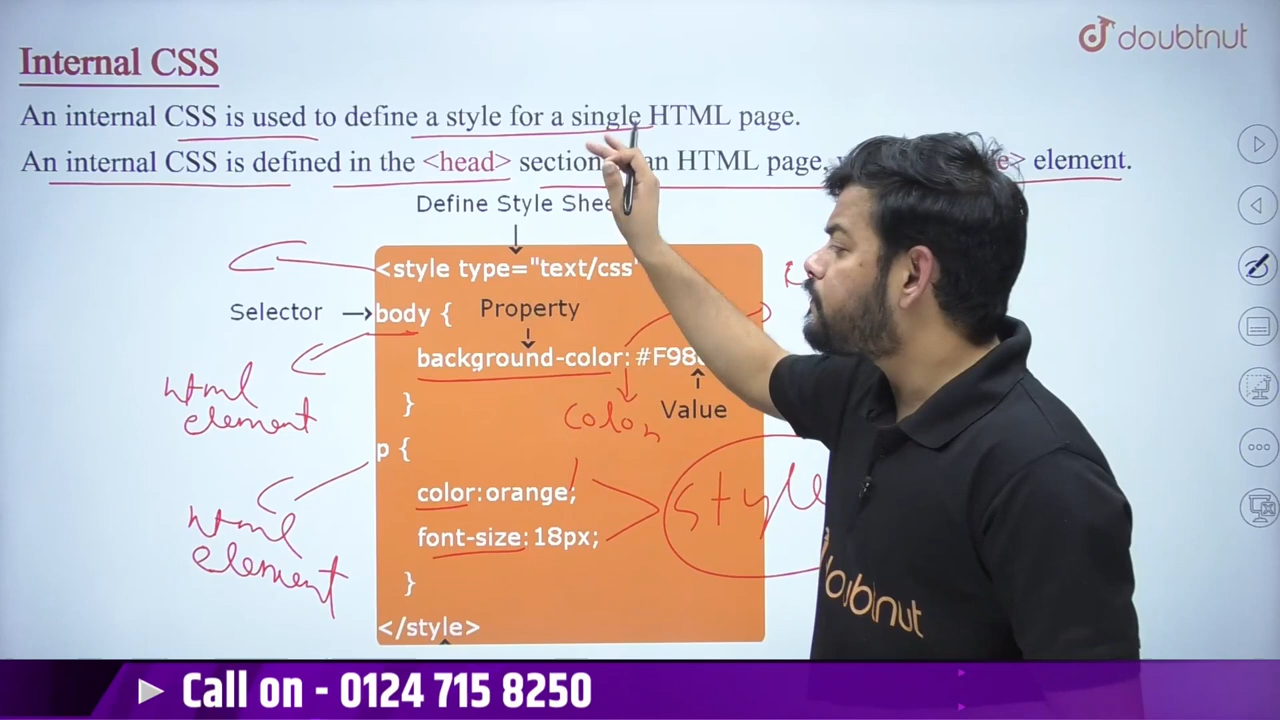 Internal CSS
doubtnut
An internal CSS is used to define a style for a single HTML page.
An internal CSS is defined in the <head> section an HTML page, > element.
Define Style Shee
<style type="text/css"
Selector body { Property
background-color: #F98
html
element
} Color Value
p {
color:orange;
style
font-size:18px;
html
element
}
</style>
doubtnut
Call on - 0124 715 8250